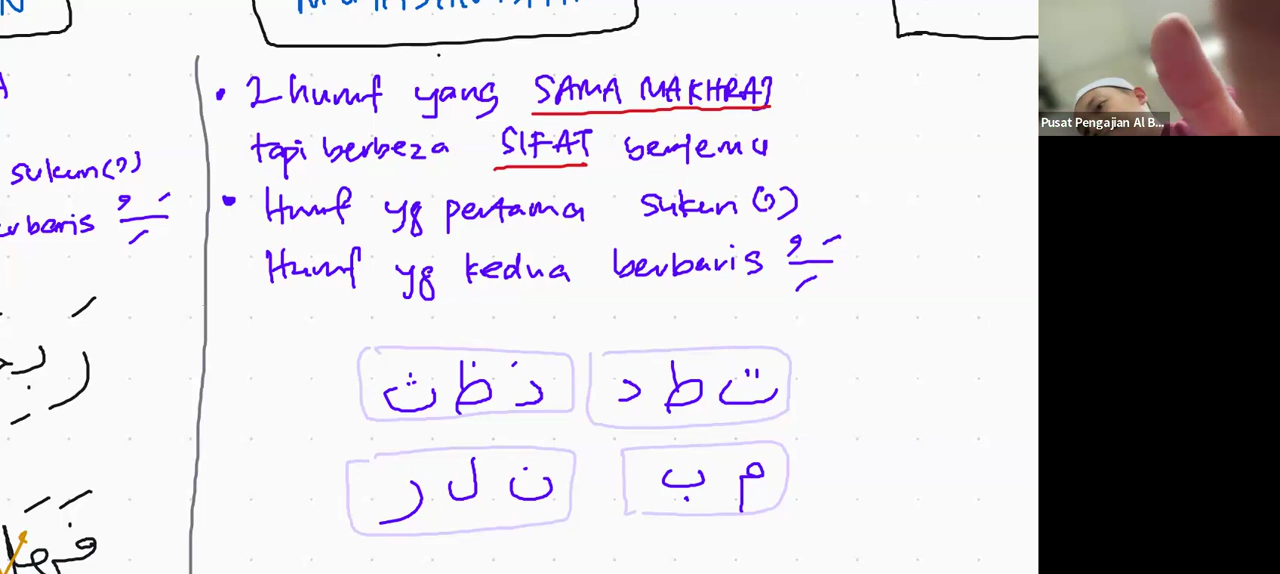 2 huruf yang SAMA MAKHRAJ
tapi berbeza SIFAT bertemu
Huruf yg pertama sukun (ْ)
Huruf yg kedua berbaris ـَـِـُ
sukun (ْ)
berbaris ـَـِـُ
ت ط د
ذ ظ ث
م ب
ن ل ر
Pusat Pengajian Al B...